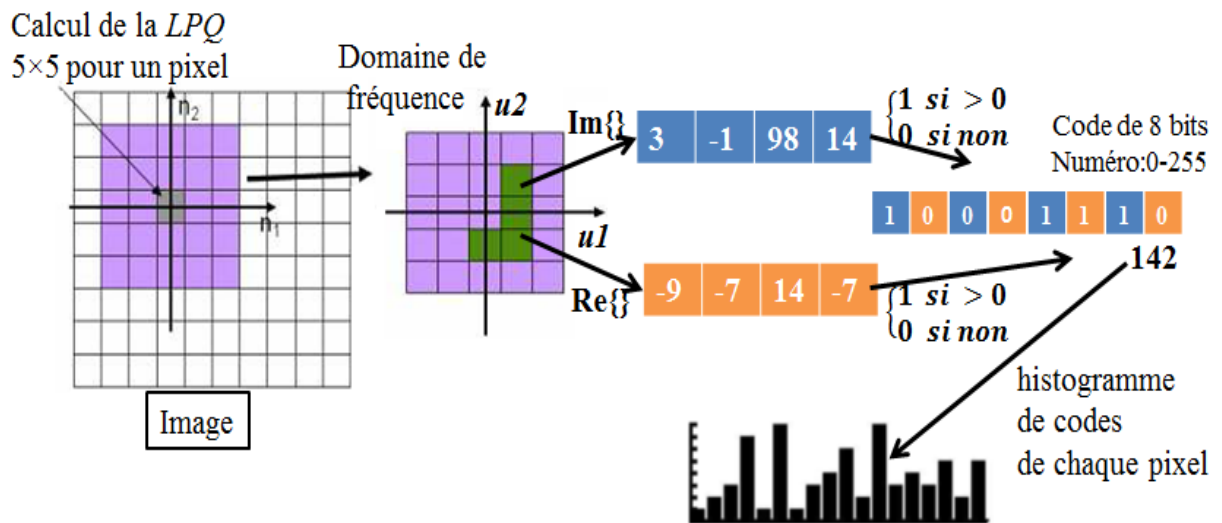 Calcul de la LPQ
5×5 pour un pixel
n2
n1
Image
Domaine de
fréquence
u2
u1
Im{}
3 -1 98 14
{1 si > 0
0 si non
Code de 8 bits
Numéro:0-255
1 0 0 0 1 1 1 0
142
Re{}
-9 -7 14 -7
{1 si > 0
0 si non
histogramme
de codes
de chaque pixel